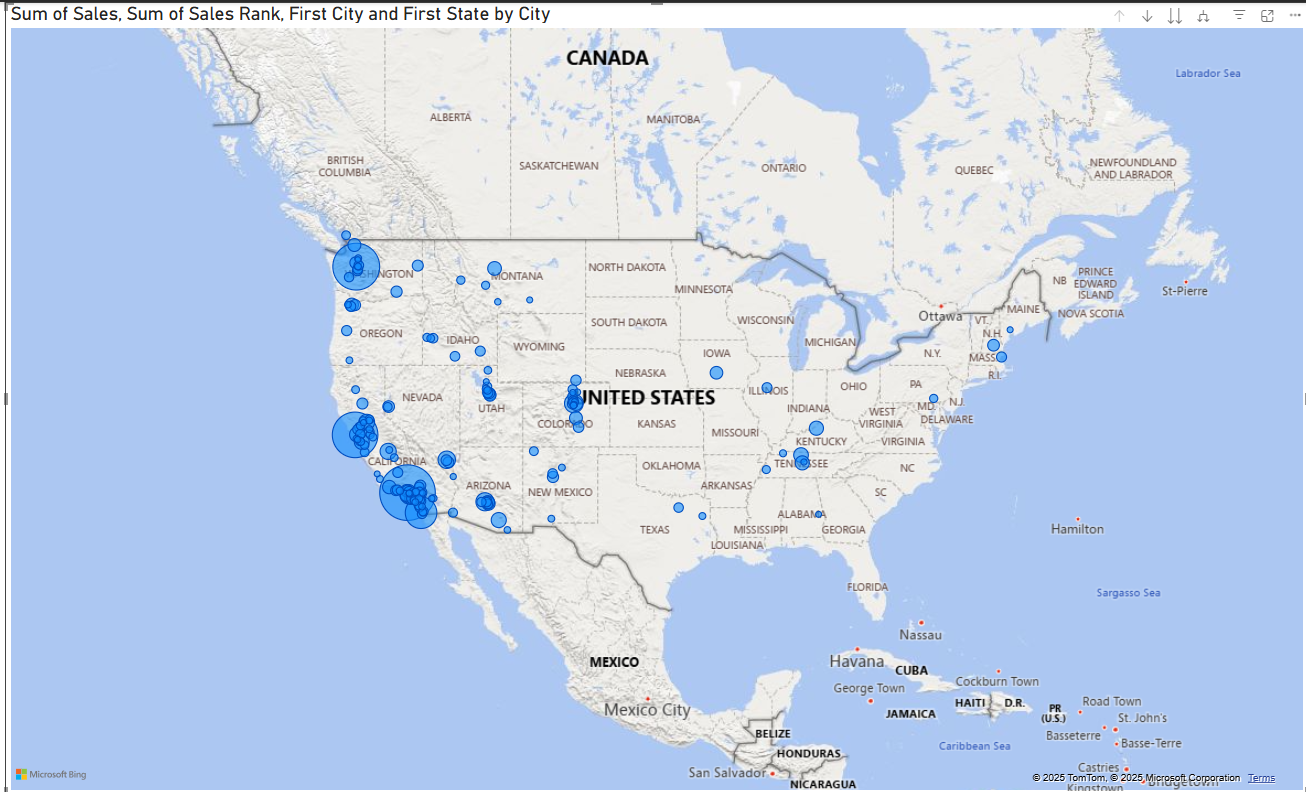 Sum of Sales, Sum of Sales Rank, First City and First State by City
CANADA
Labrador Sea
ALBERTA
MANITOBA
BRITISH
COLUMBIA
SASKATCHEWAN
ONTARIO
QUEBEC
NEWFOUNDLAND
AND LABRADOR
SHINGTON
MONTANA
NORTH DAKOTA
MINNESOTA
NB
PRINCE
EDWARD
ISLAND
St-Pierre
MAINE
NOVA SCOTIA
Ottawa
OREGON
IDAHO
SOUTH DAKOTA
WISCONSIN
VT.
N.H.
WYOMING
MICHIGAN
IOWA
N.Y.
MASS
R.I.
NEBRASKA
ILLINOIS
OHIO
PA
NEVADA
UTAH
UNITED STATES
INDIANA
MD.
N.J.
COLORADO
KANSAS
MISSOURI
WEST
VIRGINIA
DELAWARE
KENTUCKY
VIRGINIA
CALIFORNIA
OKLAHOMA
TENNESSEE
NC
ARIZONA
NEW MEXICO
ARKANSAS
SC
TEXAS
ALABAMA
MISSISSIPPI
GEORGIA
LOUISIANA
Hamilton
FLORIDA
Sargasso Sea
Nassau
MEXICO
Havana
CUBA
Cockburn Town
George Town
Mexico City
JAMAICA
HAITI
D.R.
PR
(U.S.)
Road Town
St. John's
Basseterre
Basse-Terre
BELIZE
Caribbean Sea
HONDURAS
San Salvador
Castries
Kingstown
Bridgetown
NICARAGUA
Microsoft Bing
© 2025 TomTom, © 2025 Microsoft Corporation Terms